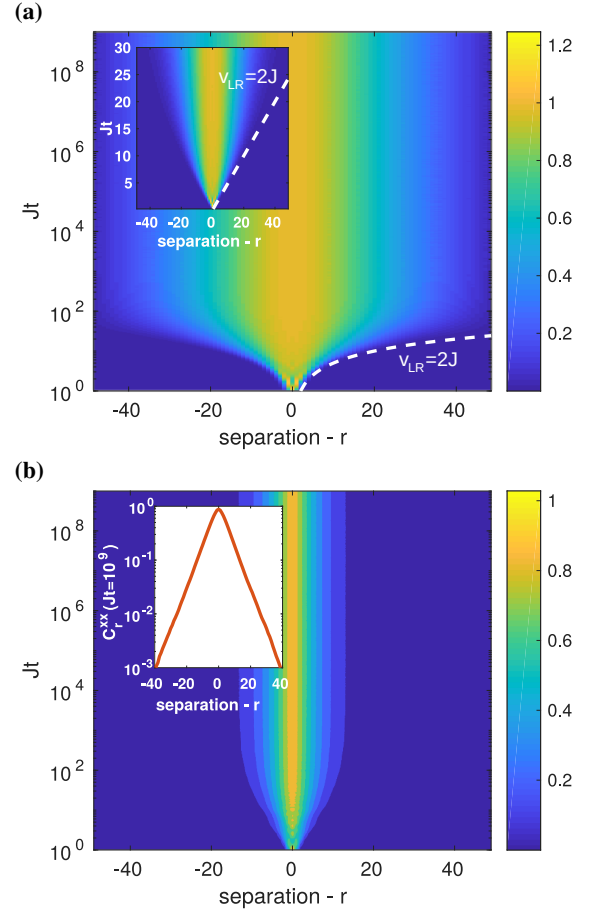 (a)
10^8
10^6
10^4
10^2
10^0
Jt
30
25
20
15
10
5
Jt
-40 -20 0 20 40
separation - r
v_LR=2J
v_LR=2J
-40 -20 0 20 40
separation - r
1.2
1
0.8
0.6
0.4
0.2
(b)
10^8
10^6
10^4
10^2
10^0
Jt
10^0
10^-1
10^-2
10^-3
C_r^xx(Jt=10^9)
-40 -20 0 20 40
separation - r
-40 -20 0 20 40
separation - r
1
0.8
0.6
0.4
0.2